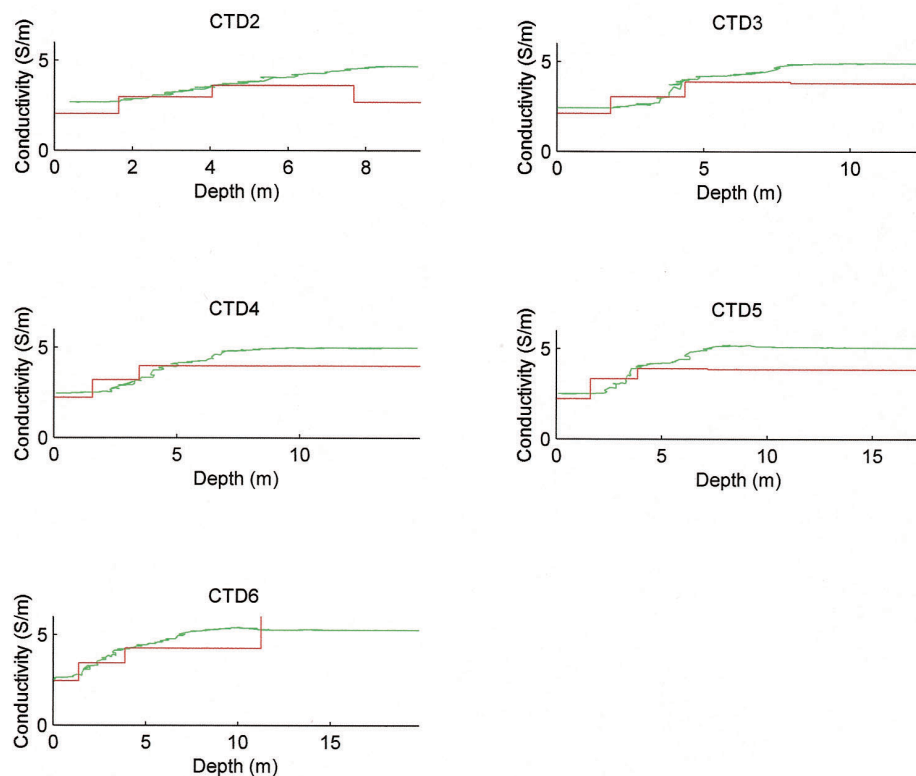 CTD2
Conductivity (S/m)
5
0
0 2 4 6 8
Depth (m)
CTD3
Conductivity (S/m)
5
0
0 5 10
Depth (m)
CTD4
Conductivity (S/m)
5
0
0 5 10
Depth (m)
CTD5
Conductivity (S/m)
5
0
0 5 10 15
Depth (m)
CTD6
Conductivity (S/m)
5
0
0 5 10 15
Depth (m)